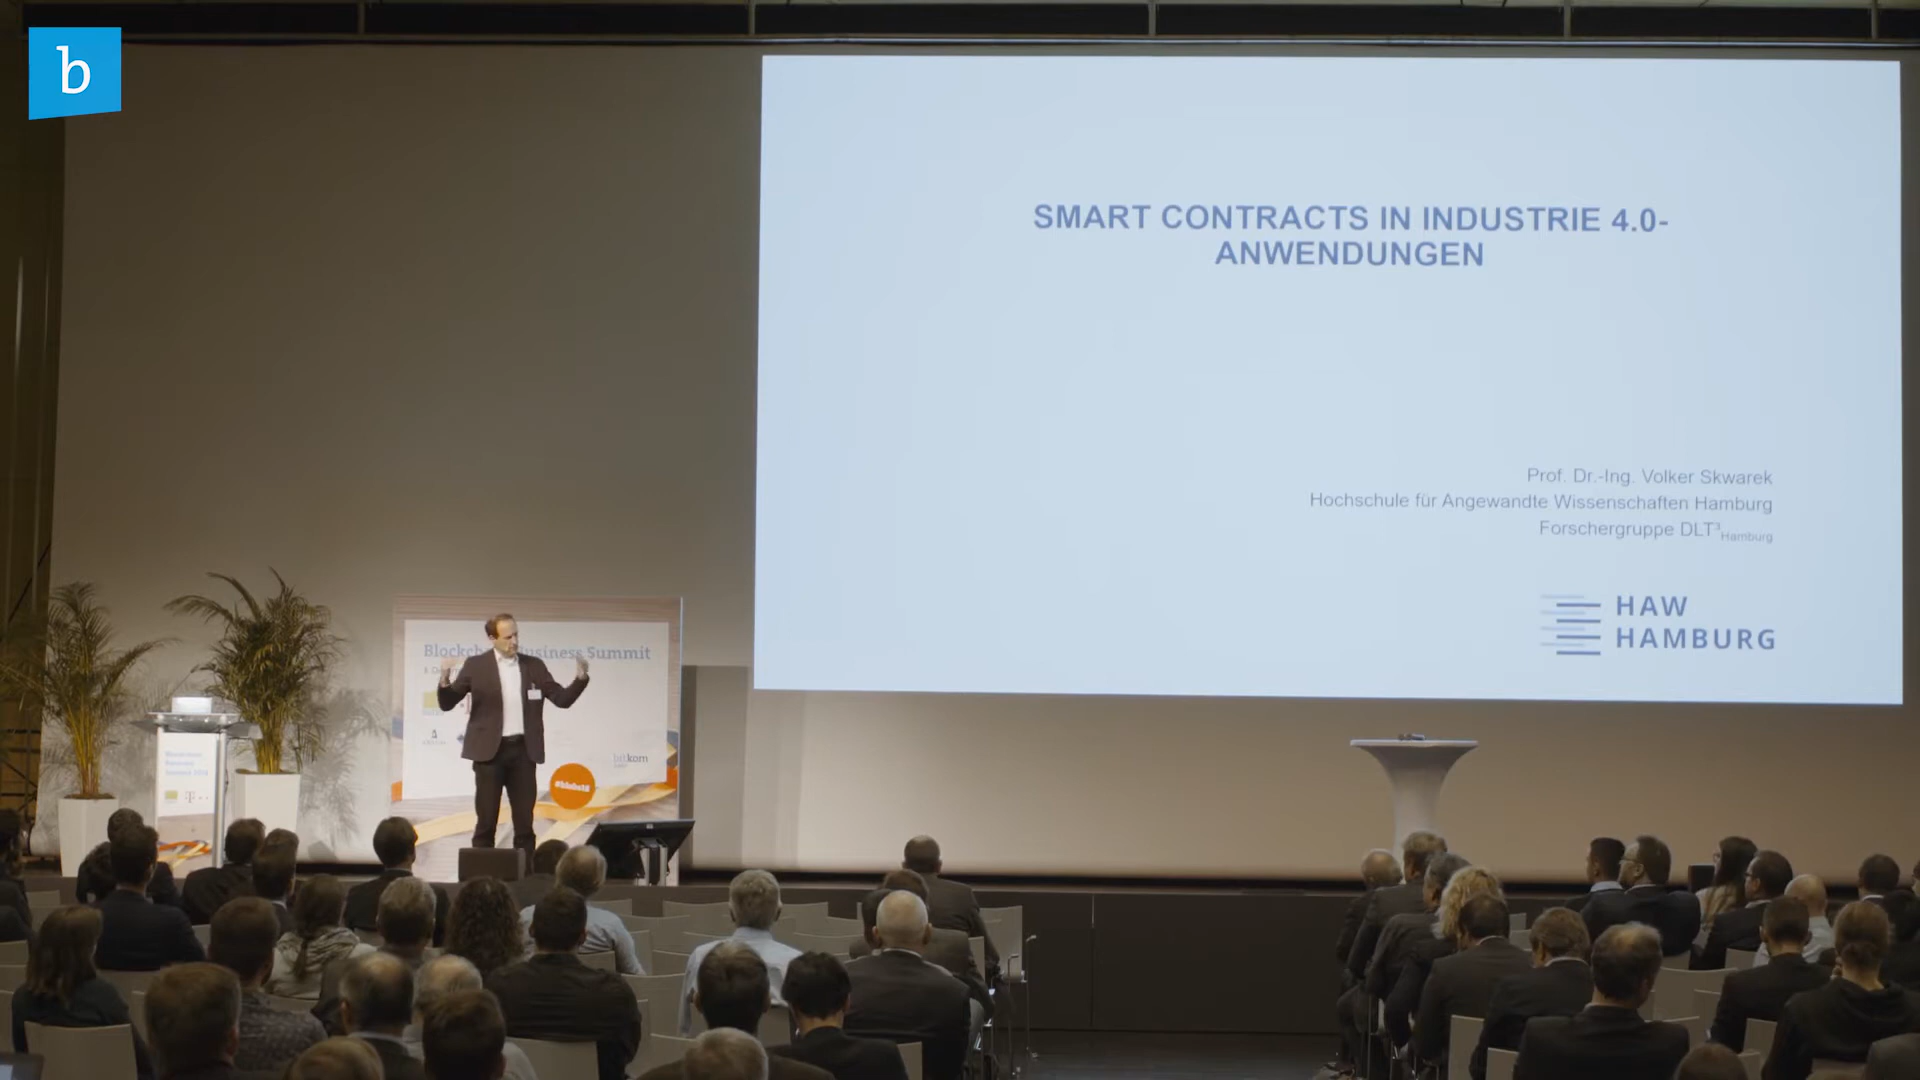 b
SMART CONTRACTS IN INDUSTRIE 4.0-
ANWENDUNGEN
Prof. Dr.-Ing. Volker Skwarek
Hochschule für Angewandte Wissenschaften Hamburg
Forschergruppe DLT³Hamburg
HAW
HAMBURG
Summit
bitkom
#blobs18